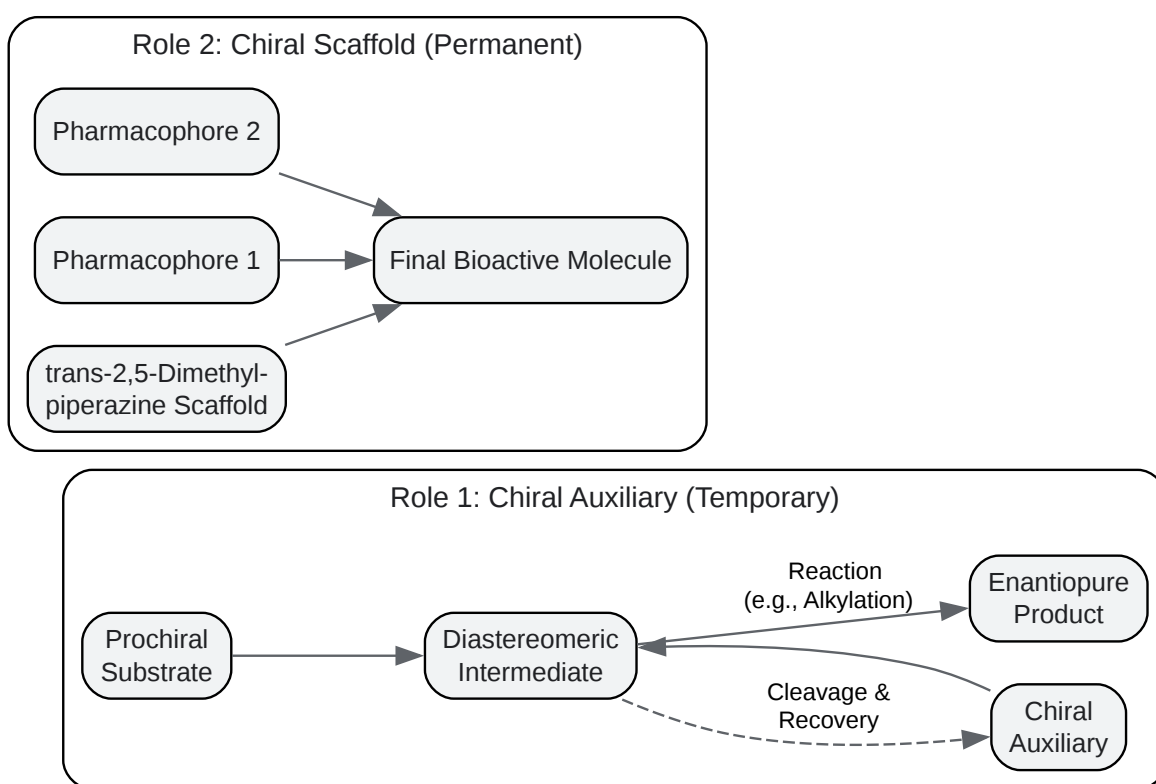 Role 2: Chiral Scaffold (Permanent)
Pharmacophore 2
Pharmacophore 1
Final Bioactive Molecule
trans-2,5-Dimethyl-
piperazine Scaffold
Role 1: Chiral Auxiliary (Temporary)
Prochiral
Substrate
Diastereomeric
Intermediate
Reaction
(e.g., Alkylation)
Enantiopure
Product
Cleavage &
Recovery
Chiral
Auxiliary